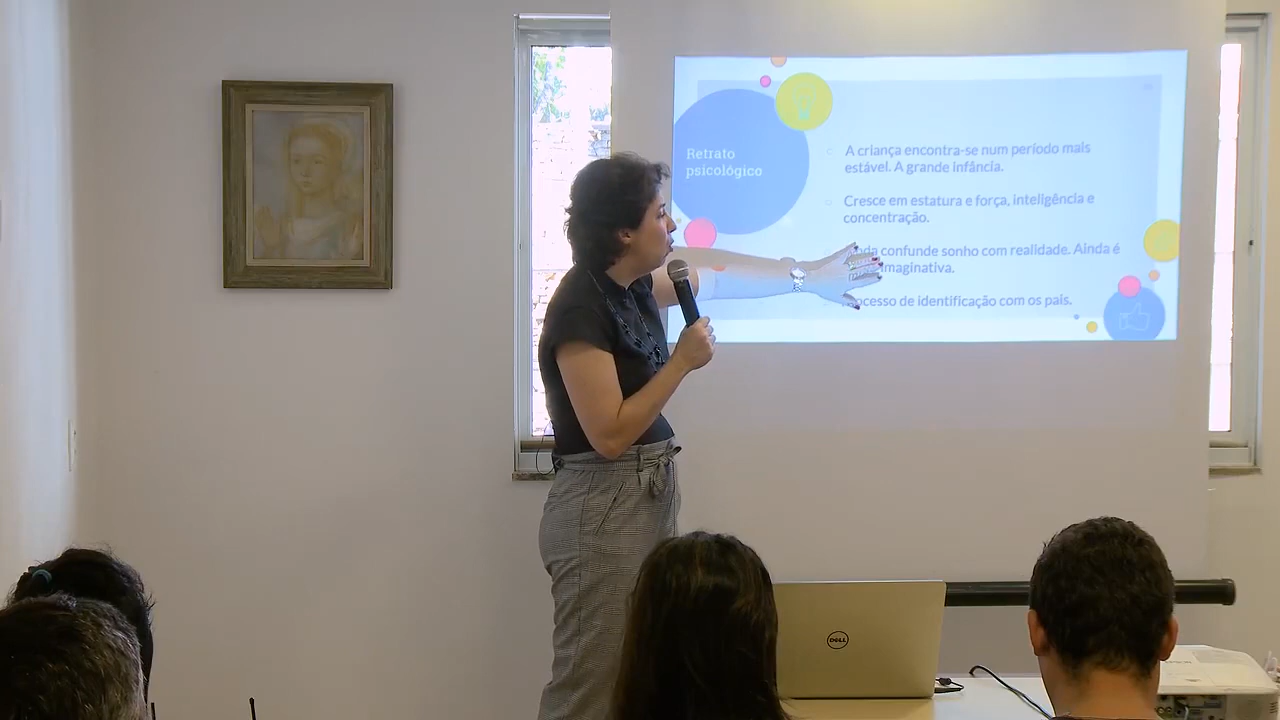 Retrato
psicológico
A criança encontra-se num período mais
estável. A grande infância.
Cresce em estatura e força, inteligência e
concentração.
confunde sonho com realidade. Ainda é
imaginativa.
de identificação com os pais.
DELL